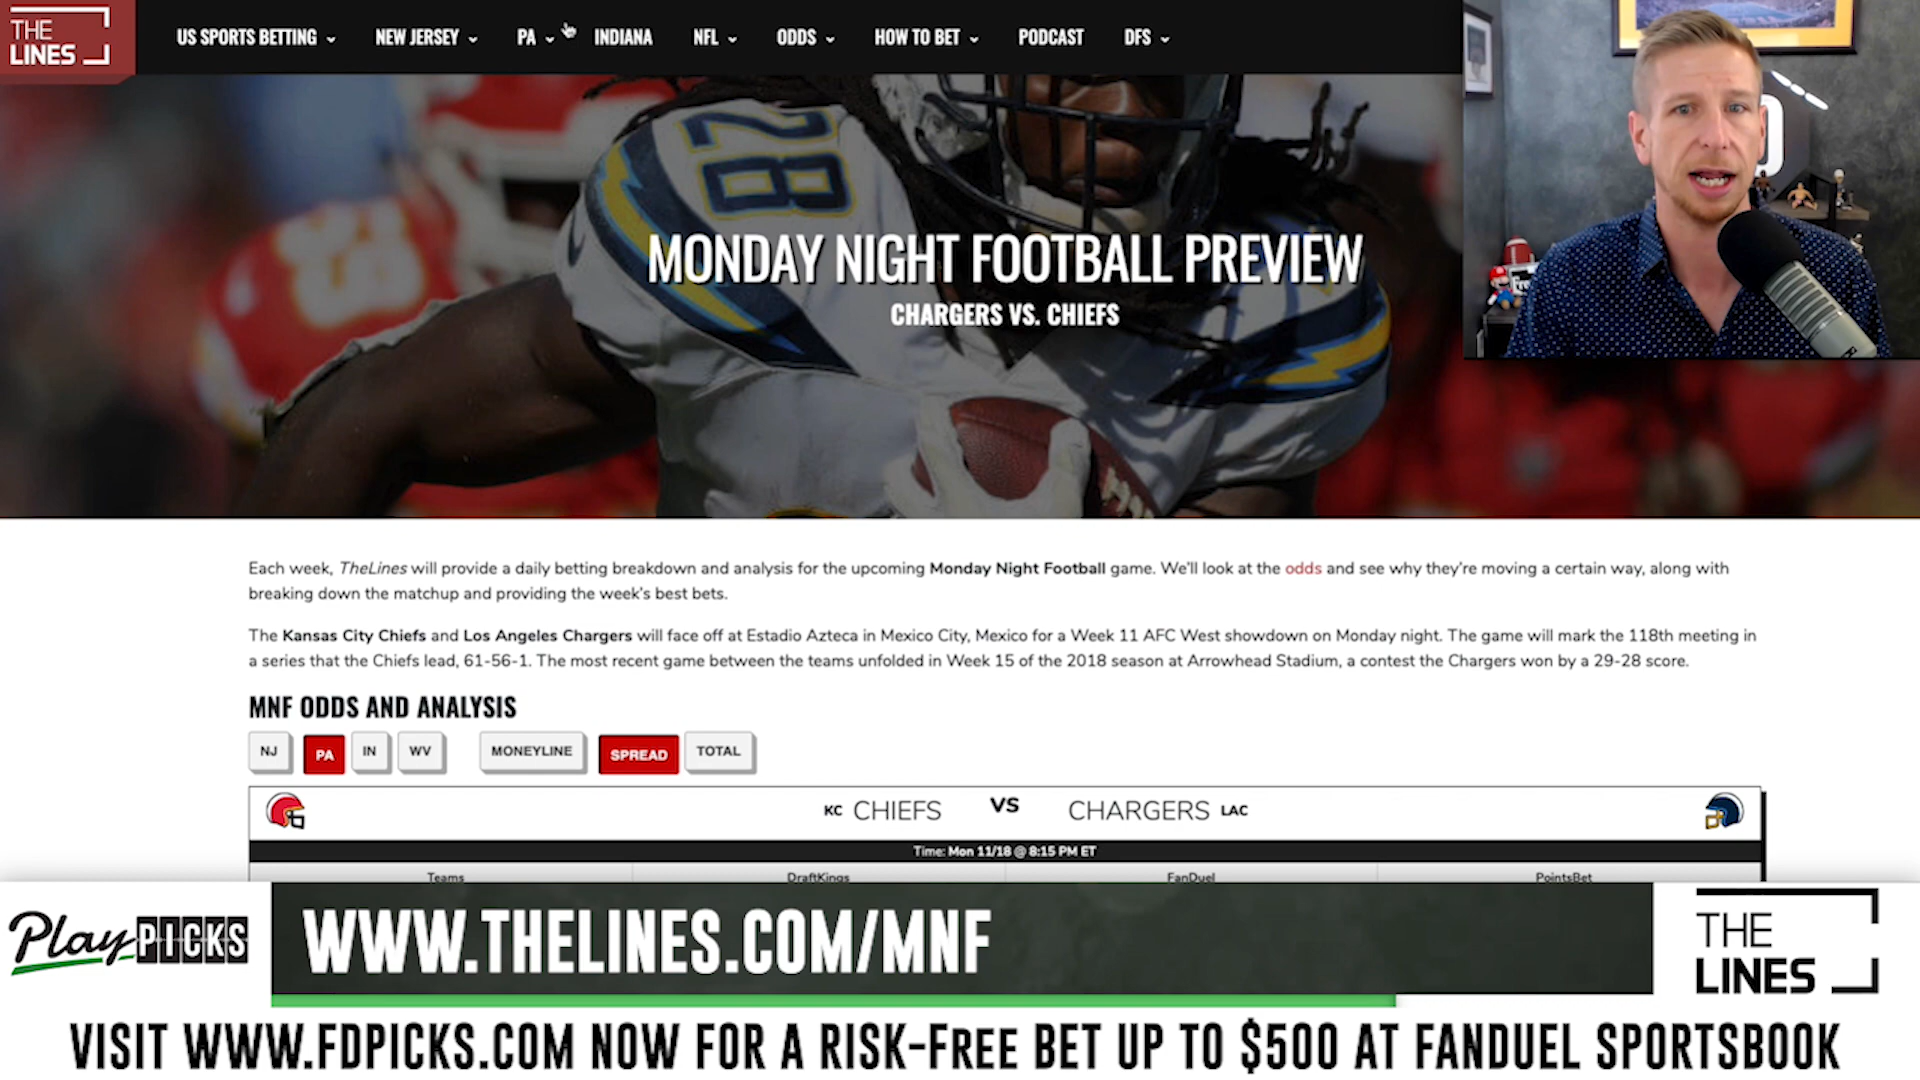 THE
LINES
US SPORTS BETTING
NEW JERSEY
PA
INDIANA
NFL
ODDS
HOW TO BET
PODCAST
DFS
28
MONDAY NIGHT FOOTBALL PREVIEW
CHARGERS VS. CHIEFS
Each week, TheLines will provide a daily betting breakdown and analysis for the upcoming Monday Night Football game. We'll look at the odds and see why they're moving a certain way, along with
breaking down the matchup and providing the week's best bets.
The Kansas City Chiefs and Los Angeles Chargers will face off at Estadio Azteca in Mexico City, Mexico for a Week 11 AFC West showdown on Monday night. The game will mark the 118th meeting in
a series that the Chiefs lead, 61-56-1. The most recent game between the teams unfolded in Week 15 of the 2018 season at Arrowhead Stadium, a contest the Chargers won by a 29-28 score.
MNF ODDS AND ANALYSIS
NJ PA IN WV MONEYLINE SPREAD TOTAL
KC CHIEFS VS CHARGERS LAC
Time: Mon 11/18 @ 8:15 PM ET
Teams DraftKings FanDuel PointsBet
PlayPICKS
WWW.THELINES.COM/MNF
THE
LINES
VISIT WWW.FDPICKS.COM NOW FOR A RISK-FREE BET UP TO $500 AT FANDUEL SPORTSBOOK